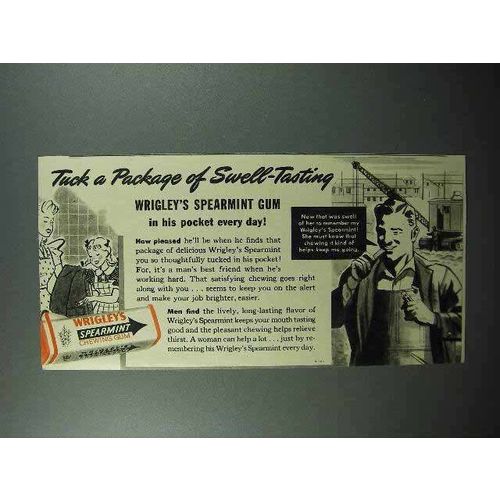 Tuck a Package of Swell-Tasting
WRIGLEY'S SPEARMINT GUM
in his pocket every day!
How pleased he'll be when he finds that
package of delicious Wrigley's Spearmint
you so thoughtfully tucked in his pocket!
For, it's a man's best friend when he's
working hard. That satisfying chewing goes
right along with you . . . seems to keep you on the alert
and make your job brighter, easier.
Men find the lively, long-lasting flavor of
Wrigley's Spearmint keeps your mouth tasting
good and the pleasant chewing helps relieve
thirst. A woman can help a lot . . . just by re-
membering his Wrigley's Spearmint every day.
Now that was swell
of her to remember my
Wrigley's Spearmint!
She must know that
chewing it kind of
helps keep me going.
WRIGLEY'S
SPEARMINT
CHEWING GUM